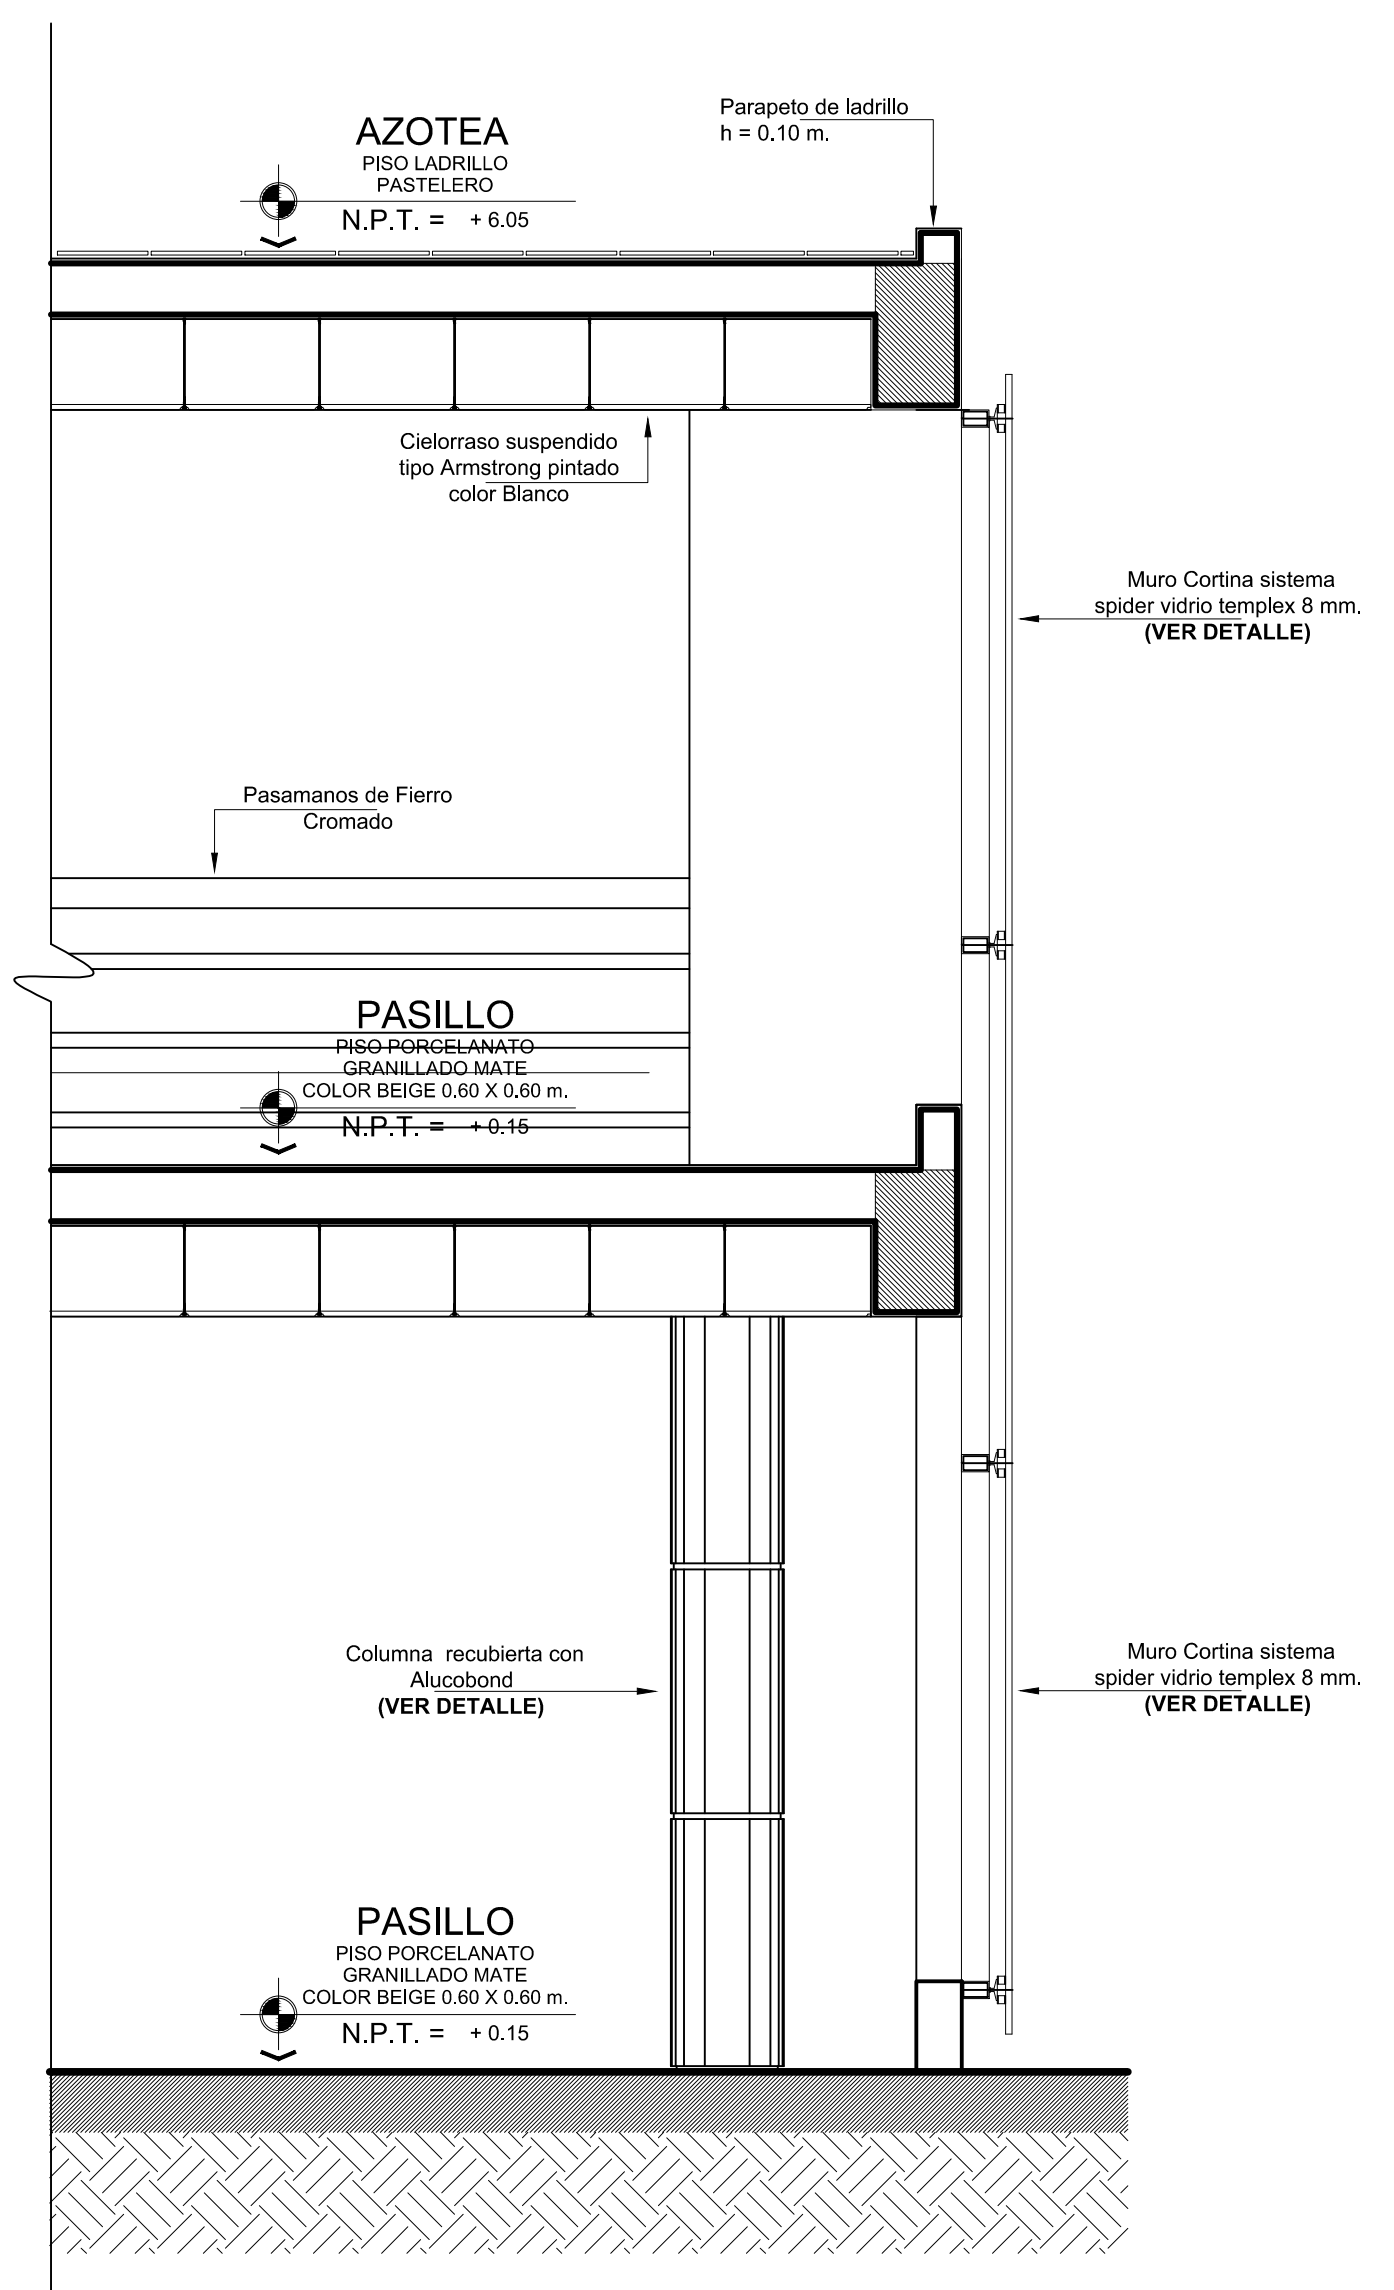 Parapeto de ladrillo
h = 0.10 m.
AZOTEA
PISO LADRILLO
PASTELERO
N.P.T. = + 6.05
Cielorraso suspendido
tipo Armstrong pintado
color Blanco
Muro Cortina sistema
spider vidrio templex 8 mm.
(VER DETALLE)
Pasamanos de Fierro
Cromado
PASILLO
PISO PORCELANATO
GRANILLADO MATE
COLOR BEIGE 0.60 X 0.60 m.
N.P.T. = + 0.15
Columna recubierta con
Alucobond
(VER DETALLE)
Muro Cortina sistema
spider vidrio templex 8 mm.
(VER DETALLE)
PASILLO
PISO PORCELANATO
GRANILLADO MATE
COLOR BEIGE 0.60 X 0.60 m.
N.P.T. = + 0.15